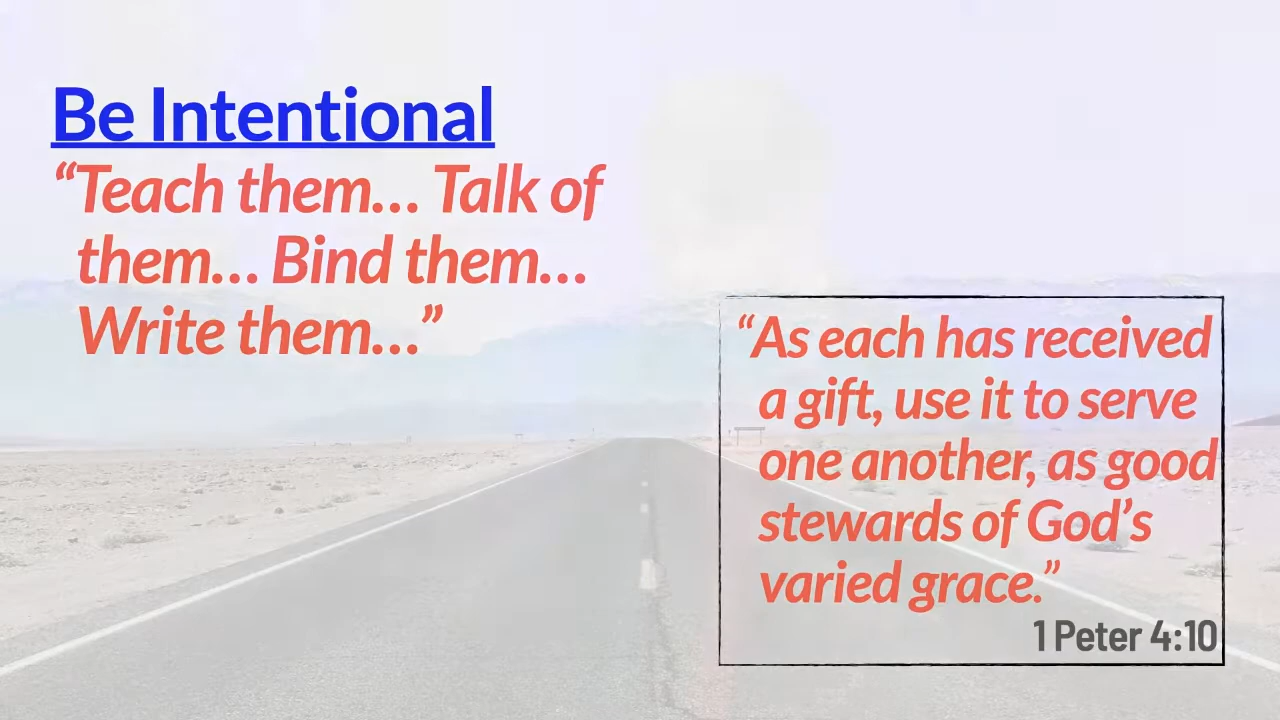 Be Intentional
“Teach them... Talk of
them... Bind them...
Write them...”
“As each has received
a gift, use it to serve
one another, as good
stewards of God’s
varied grace.”
1 Peter 4:10